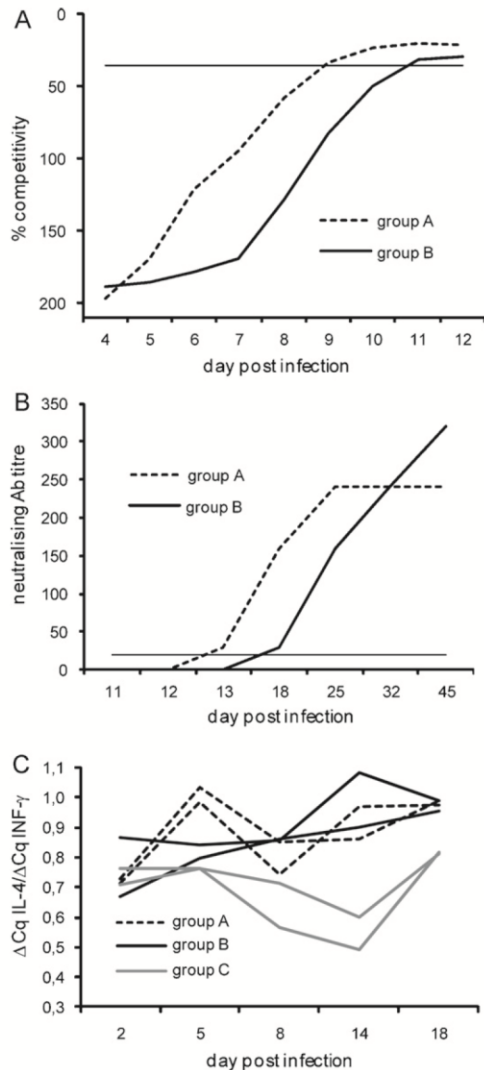 A
% competitivity
0
50
100
150
200
group A
group B
4 5 6 7 8 9 10 11 12
day post infection
B
neutralising Ab titre
350
300
250
200
150
100
50
0
group A
group B
11 12 13 18 25 32 45
day post infection
C
ΔCq IL-4/ΔCq INF-γ
1,1
1,0
0,9
0,8
0,7
0,6
0,5
0,4
0,3
group A
group B
group C
2 5 8 14 18
day post infection